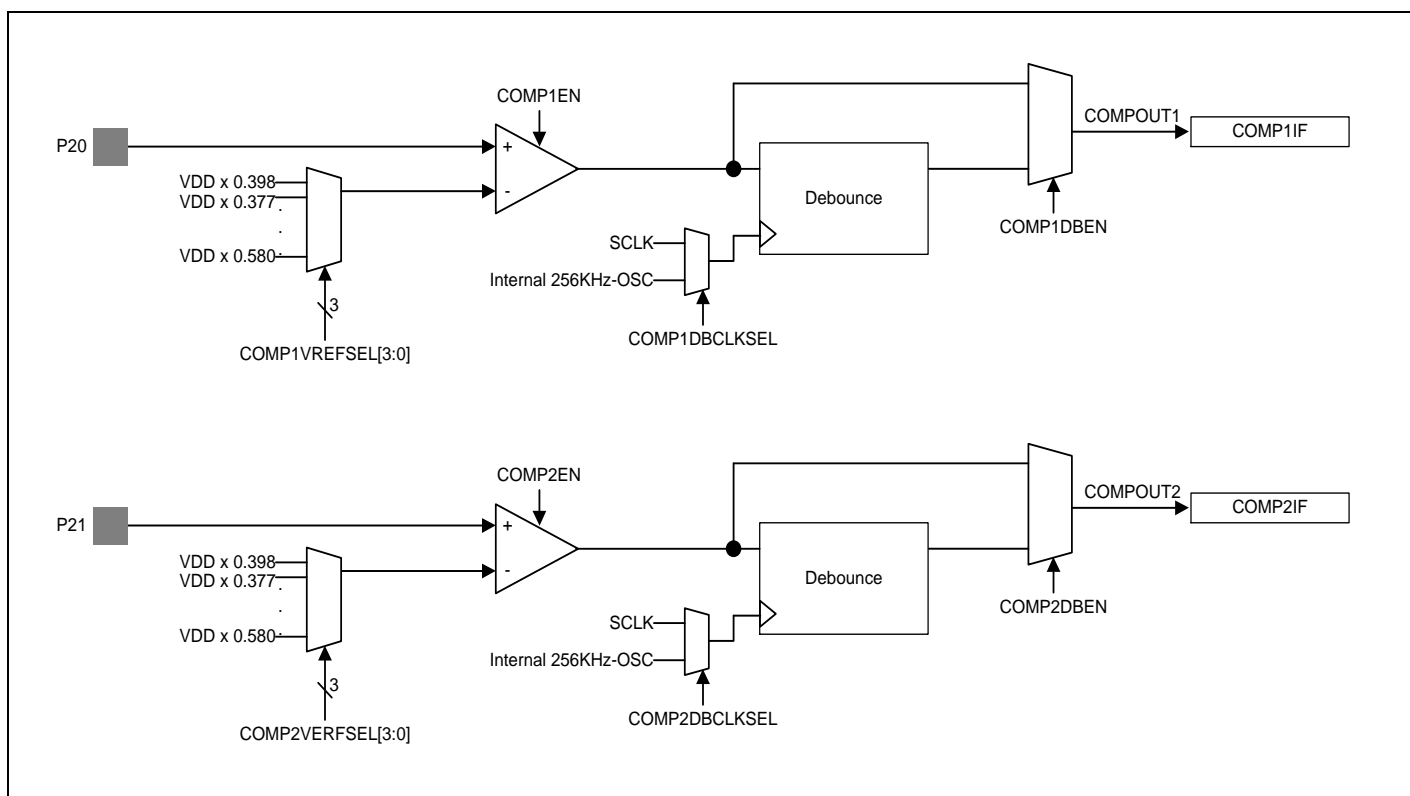 COMP1EN
P20
+
-
VDD x 0.398
VDD x 0.377
.
.
VDD x 0.580
.
3
COMP1VREFSEL[3:0]
SCLK
Internal 256KHz-OSC
COMP1DBCLKSEL
Debounce
COMP1DBEN
COMPOUT1
COMP1IF
COMP2EN
P21
+
-
VDD x 0.398
VDD x 0.377
.
.
VDD x 0.580
.
3
COMP2VERFSEL[3:0]
SCLK
Internal 256KHz-OSC
COMP2DBCLKSEL
Debounce
COMP2DBEN
COMPOUT2
COMP2IF